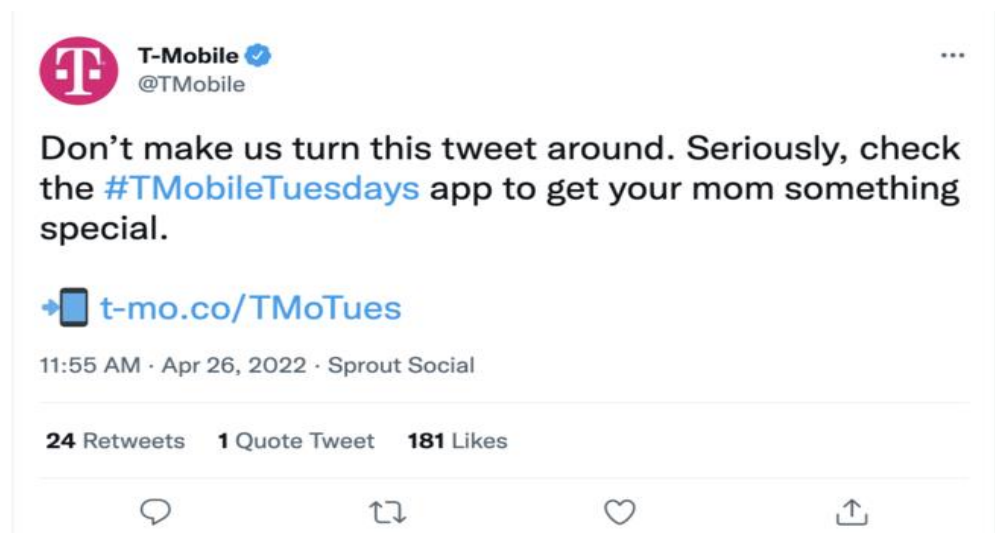 T-Mobile
@TMobile
Don’t make us turn this tweet around. Seriously, check
the #TMobileTuesdays app to get your mom something
special.
t-mo.co/TMoTues
11:55 AM · Apr 26, 2022 · Sprout Social
24 Retweets 1 Quote Tweet 181 Likes